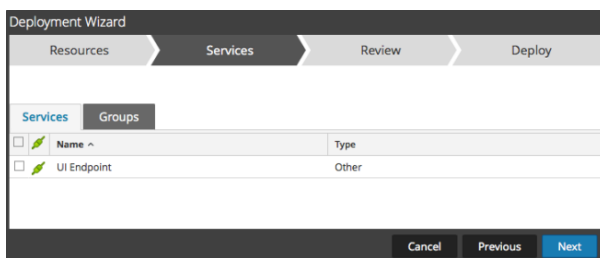 Deployment Wizard
Resources Services Review Deploy
Services Groups
Name Type
UI Endpoint Other
Cancel Previous Next